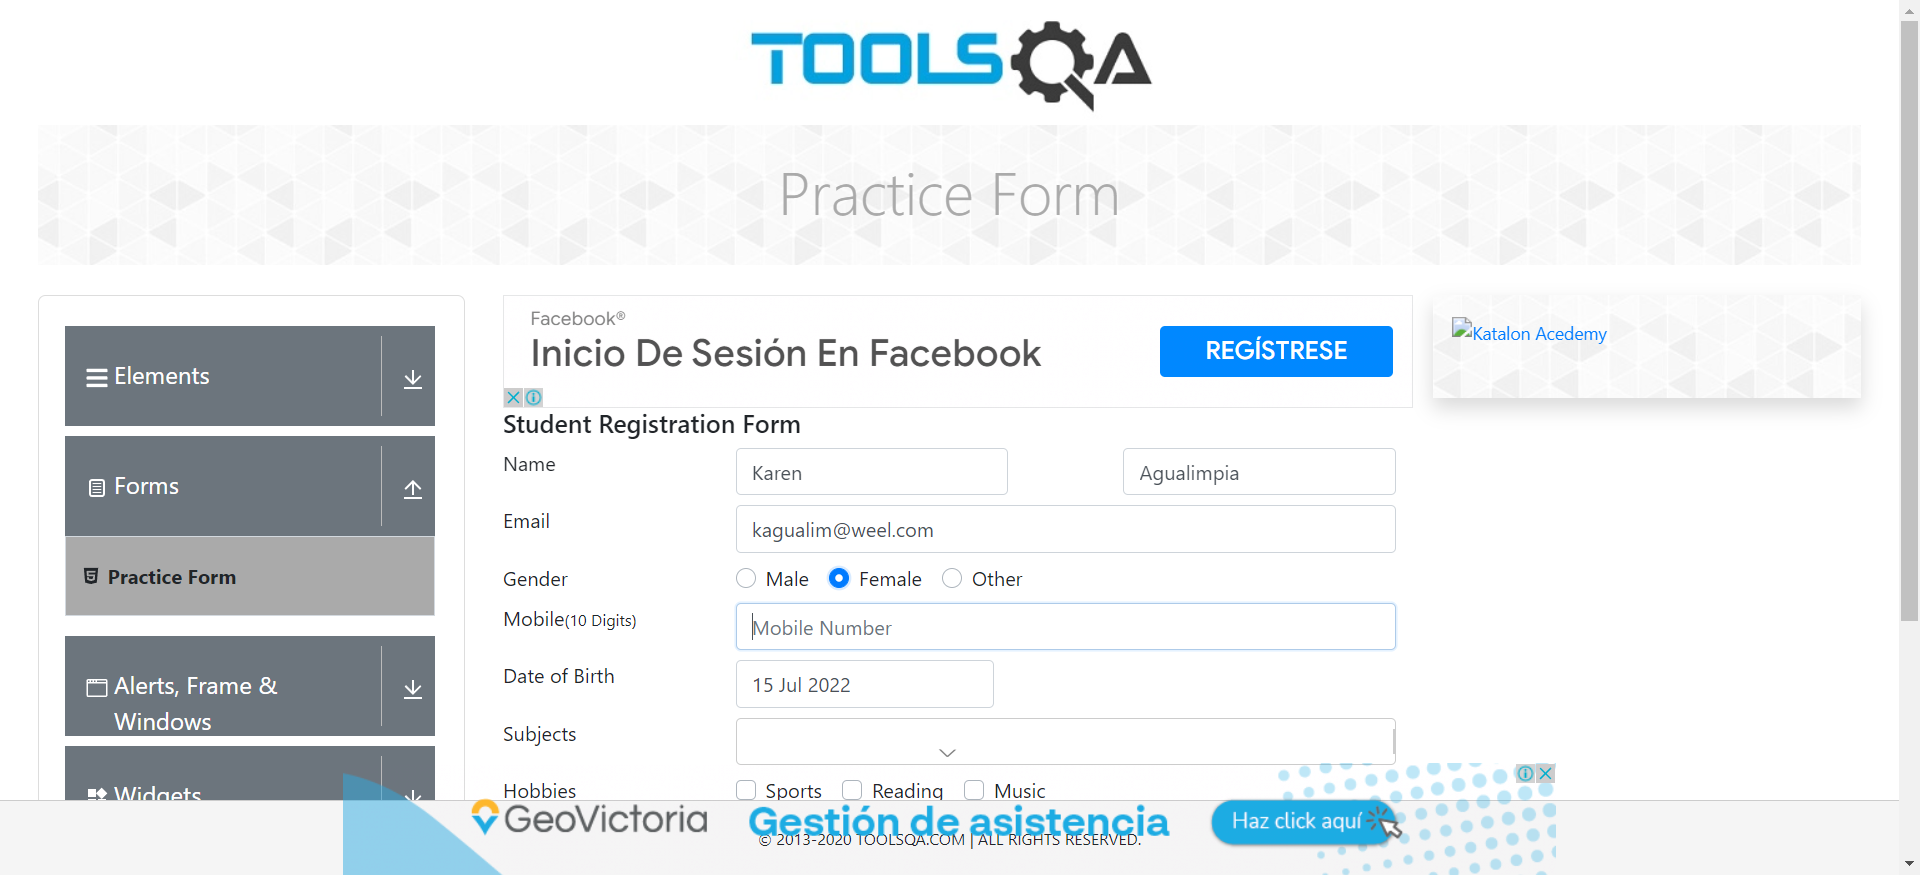 TOOLSQA
Practice Form
Elements
Forms
Practice Form
Alerts, Frame &
Windows
Widgets
Facebook®
Inicio De Sesión En Facebook
REGÍSTRESE
Student Registration Form
Name
Karen
Agualimpia
Email
kagualim@weel.com
Gender
Male
Female
Other
Mobile(10 Digits)
Mobile Number
Date of Birth
15 Jul 2022
Subjects
Hobbies
Sports
Reading
Music
Katalon Acedemy
GeoVictoria
Gestión de asistencia
Haz click aquí
© 2013-2020 TOOLSQA.COM | ALL RIGHTS RESERVED.